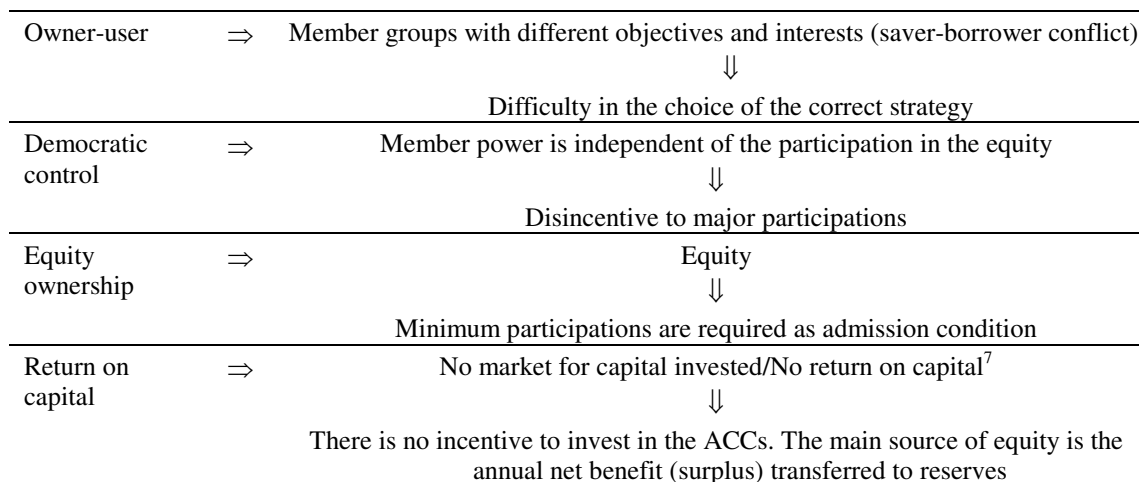 Owner-user ⇒ Member groups with different objectives and interests (saver-borrower conflict)
⇓
Difficulty in the choice of the correct strategy
Democratic control ⇒ Member power is independent of the participation in the equity
⇓
Disincentive to major participations
Equity ownership ⇒ Equity
⇓
Minimum participations are required as admission condition
Return on capital ⇒ No market for capital invested/No return on capital⁷
⇓
There is no incentive to invest in the ACCs. The main source of equity is the
annual net benefit (surplus) transferred to reserves